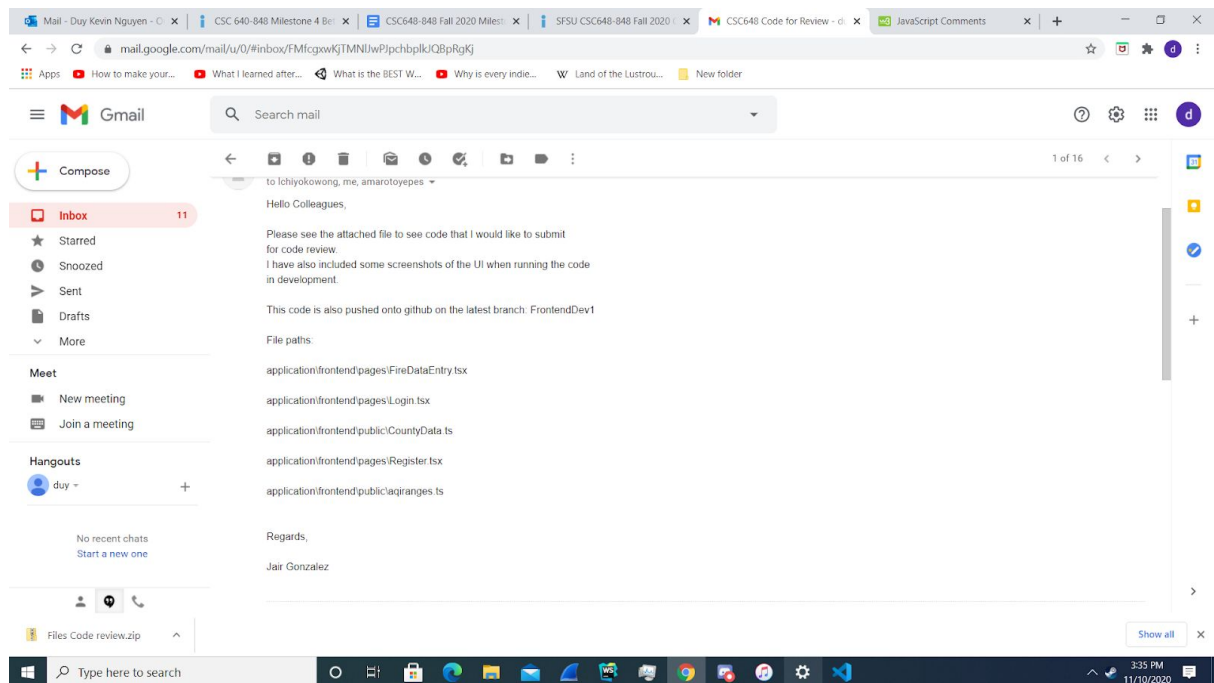 Mail - Duy Kevin Nguyen - O
CSC 640-848 Milestone 4 Bet
CSC648-848 Fall 2020 Milest
SFSU CSC648-848 Fall 2020
CSC648 Code for Review - d
JavaScript Comments
mail.google.com/mail/u/0/#inbox/
Apps
How to make your...
What I learned after...
What is the BEST W...
Why is every indie...
Land of the Lustrou...
New folder
Gmail
Search mail
d
Compose
1 of 16
to lchiyokowong, me, amarotoyepes
Inbox 11
Starred
Snoozed
Sent
Drafts
More
Meet
New meeting
Join a meeting
Hangouts
duy
No recent chats
Start a new one
Hello Colleagues,
Please see the attached file to see code that I would like to submit
for code review.
I have also included some screenshots of the UI when running the code
in development.
This code is also pushed onto github on the latest branch: FrontendDev1
File paths:
application\frontend\pages\FireDataEntry.tsx
application\frontend\pages\Login.tsx
application\frontend\public\CountyData.ts
application\frontend\pages\Register.tsx
application\frontend\public\aqiranges.ts
Regards,
Jair Gonzalez
Files Code review.zip
Show all
Type here to search
3:35 PM
11/10/2020